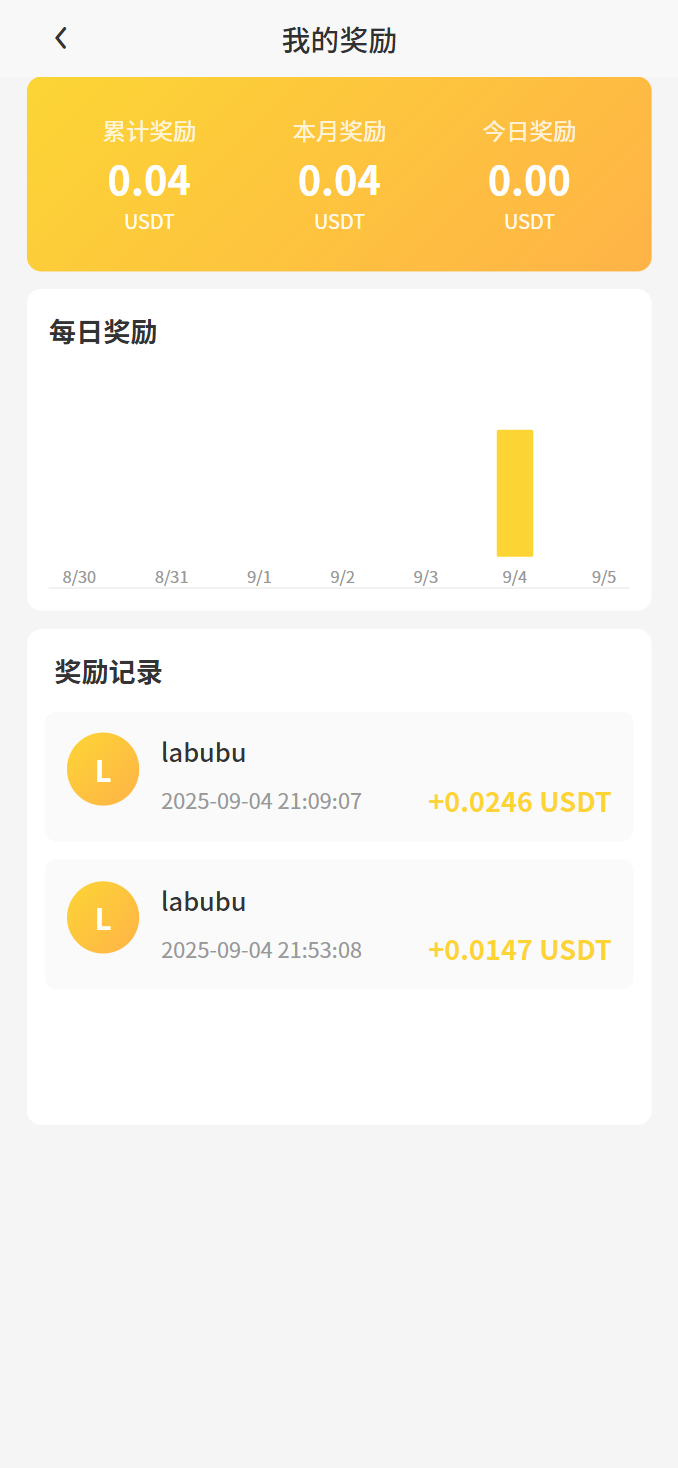 我的奖励
累计奖励 本月奖励 今日奖励
0.04 0.04 0.00
USDT USDT USDT
每日奖励
8/30 8/31 9/1 9/2 9/3 9/4 9/5
奖励记录
L
labubu
2025-09-04 21:09:07 +0.0246 USDT
L
labubu
2025-09-04 21:53:08 +0.0147 USDT